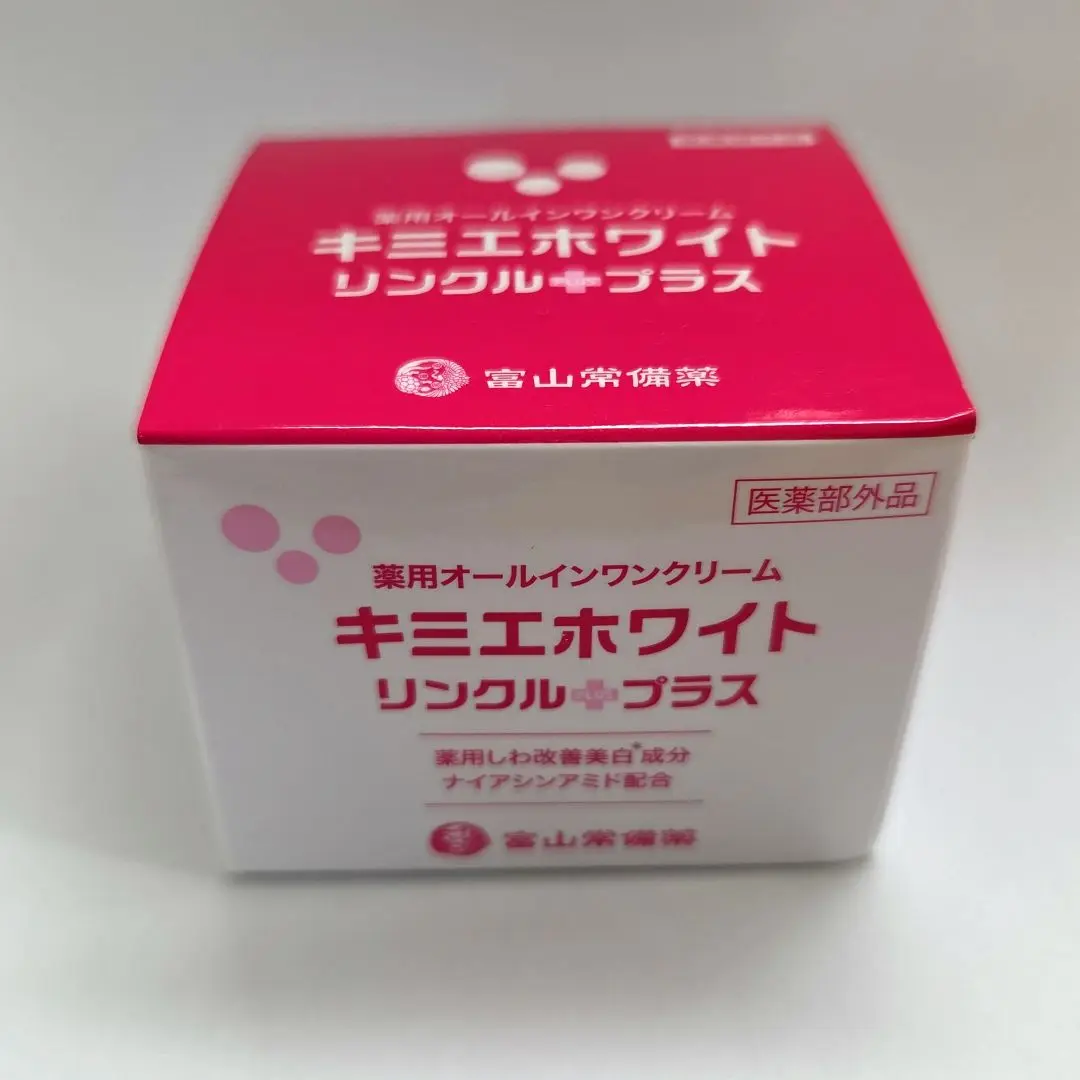 薬用オールインワンクリーム
キミエホワイト
リンクル プラス
富山常備薬
医薬部外品
薬用オールインワンクリーム
キミエホワイト
リンクル プラス
薬用しわ改善美白*成分
ナイアシンアミド配合
富山常備薬